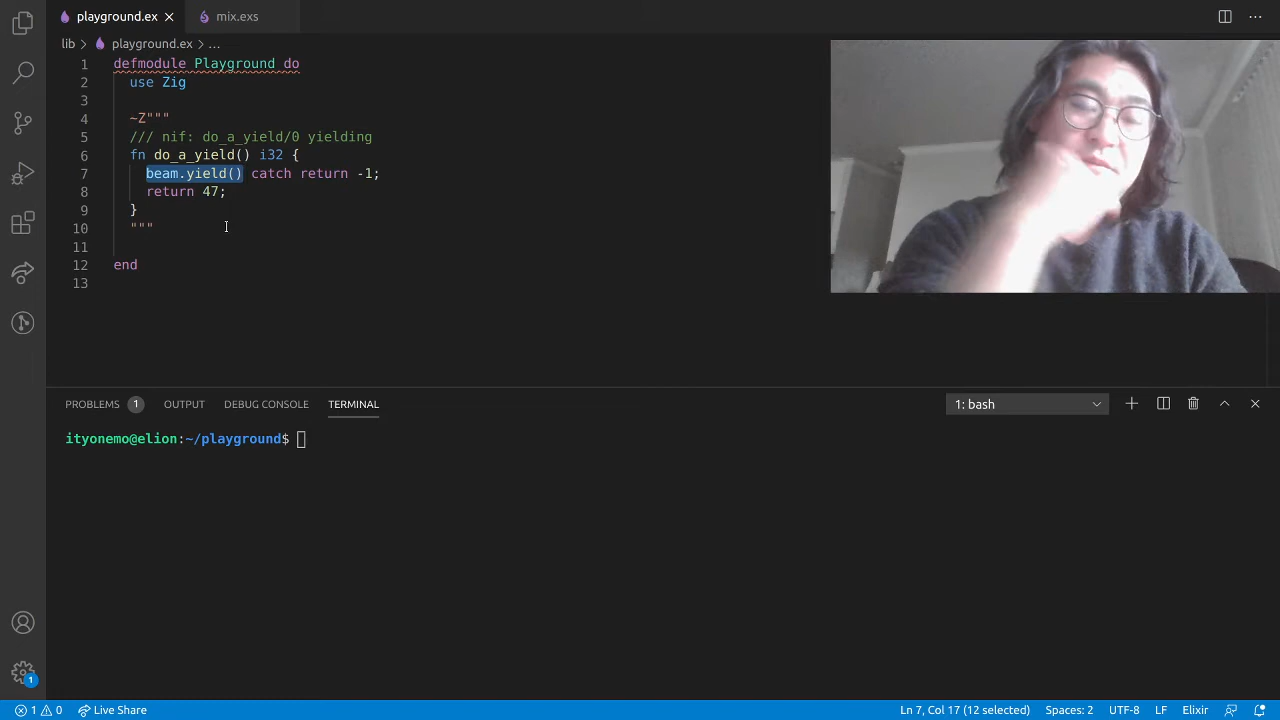 playground.ex
mix.exs
lib > playground.ex > ...
1 defmodule Playground do
2 use Zig
3
4 ~Z"""
5 /// nif: do_a_yield/0 yielding
6 fn do_a_yield() i32 {
7 beam.yield() catch return -1;
8 return 47;
9 }
10 """
11
12 end
13
PROBLEMS 1 OUTPUT DEBUG CONSOLE TERMINAL 1: bash
ityonemo@elion:~/playground$
1
1 0 Live Share Ln 7, Col 17 (12 selected) Spaces: 2 UTF-8 LF Elixir